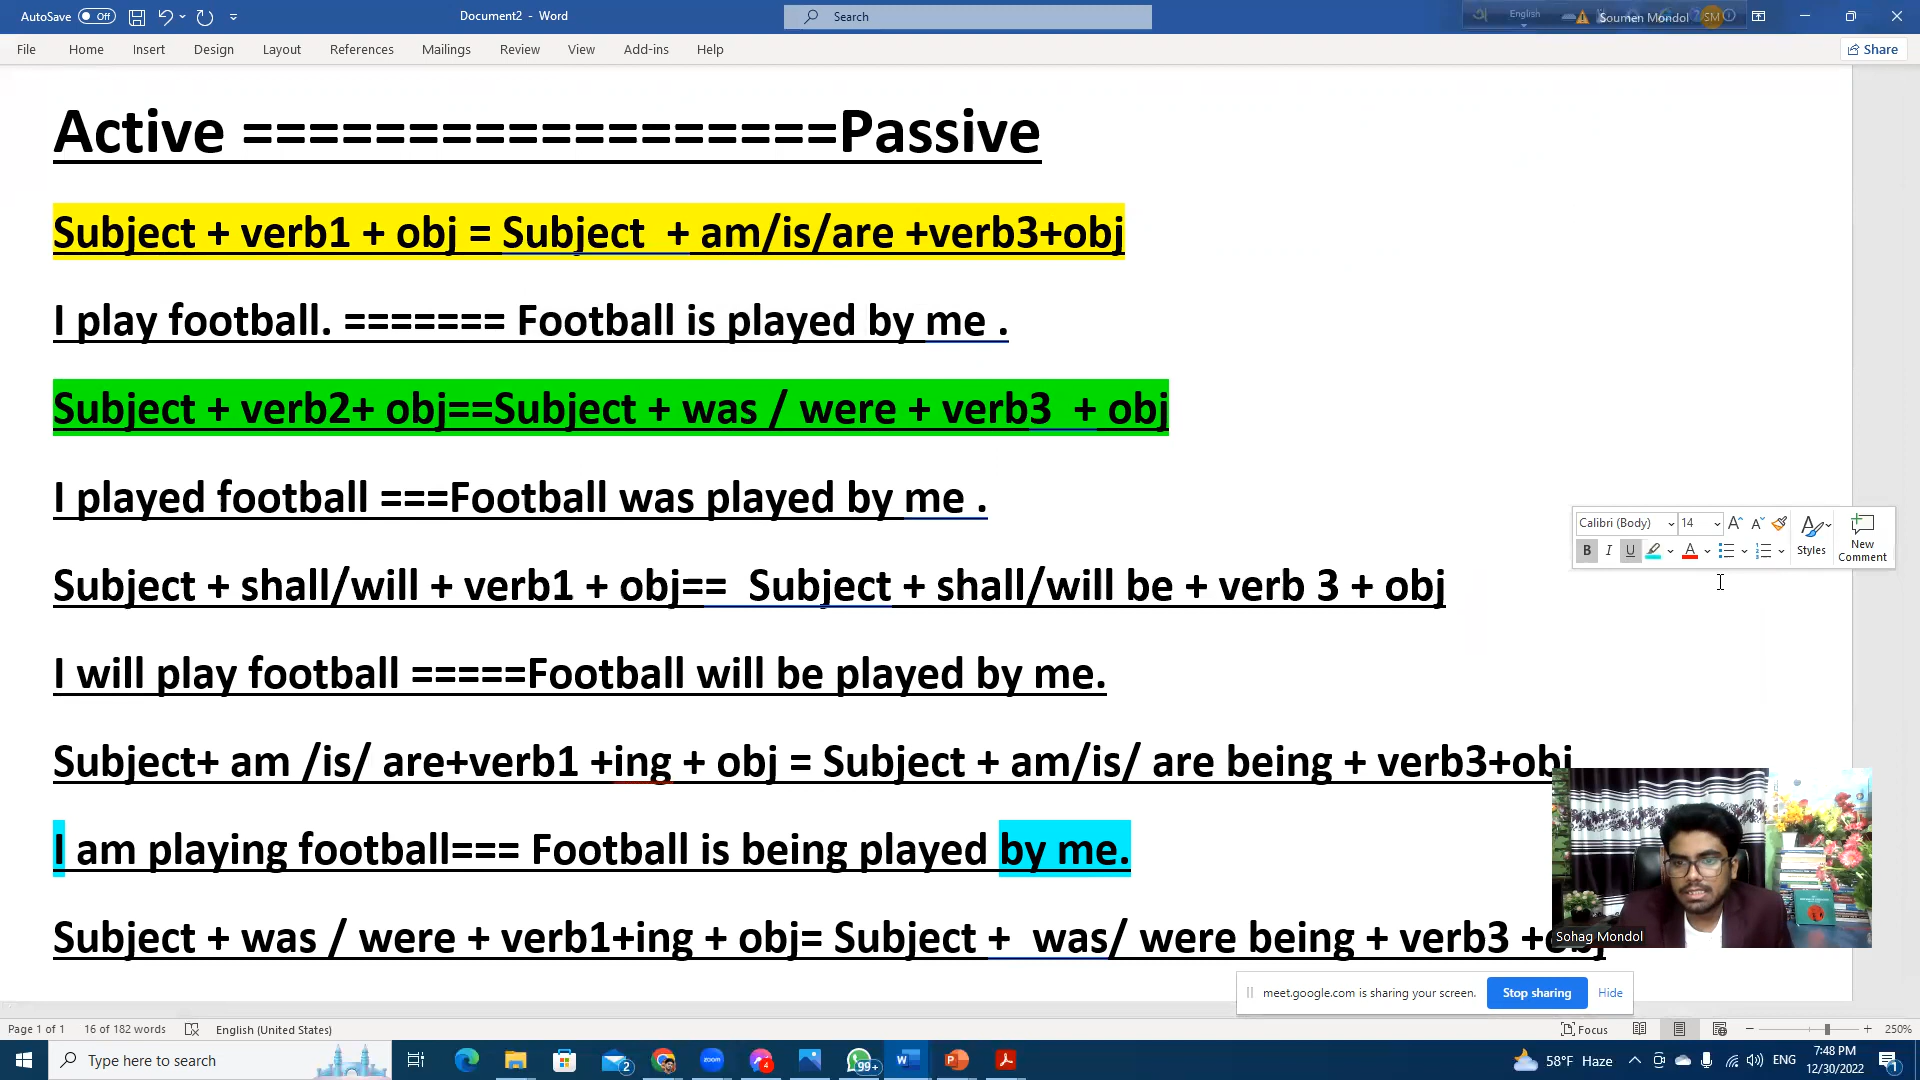 AutoSave Off Document2 - Word Search English Soumen Mondol SM
File Home Insert Design Layout References Mailings Review View Add-ins Help Share
Active ==================Passive
Subject + verb1 + obj = Subject + am/is/are +verb3+obj
I play football. ======= Football is played by me .
Subject + verb2+ obj==Subject + was / were + verb3 + obj
I played football ===Football was played by me .
Calibri (Body) 14
B I U A Styles New Comment
Subject + shall/will + verb1 + obj== Subject + shall/will be + verb 3 + obj
I will play football =====Football will be played by me.
Subject+ am /is/ are+verb1 +ing + obj = Subject + am/is/ are being + verb3+obj
I am playing football=== Football is being played by me.
Subject + was / were + verb1+ing + obj= Subject + was/ were being + verb3 +obj
Sohag Mondol
meet.google.com is sharing your screen. Stop sharing Hide
Page 1 of 1 16 of 182 words English (United States) Focus 250%
Type here to search zoom 2 4 99+ 58°F Haze ENG 7:48 PM
12/30/2022 1